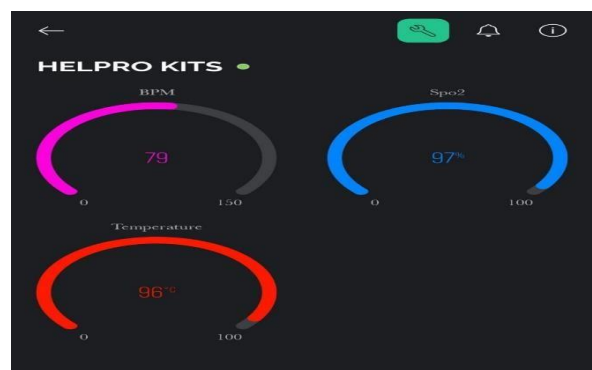 HELPRO KITS
BPM
79
0 150
Spo2
97%
0 100
Temperature
96°C
0 100